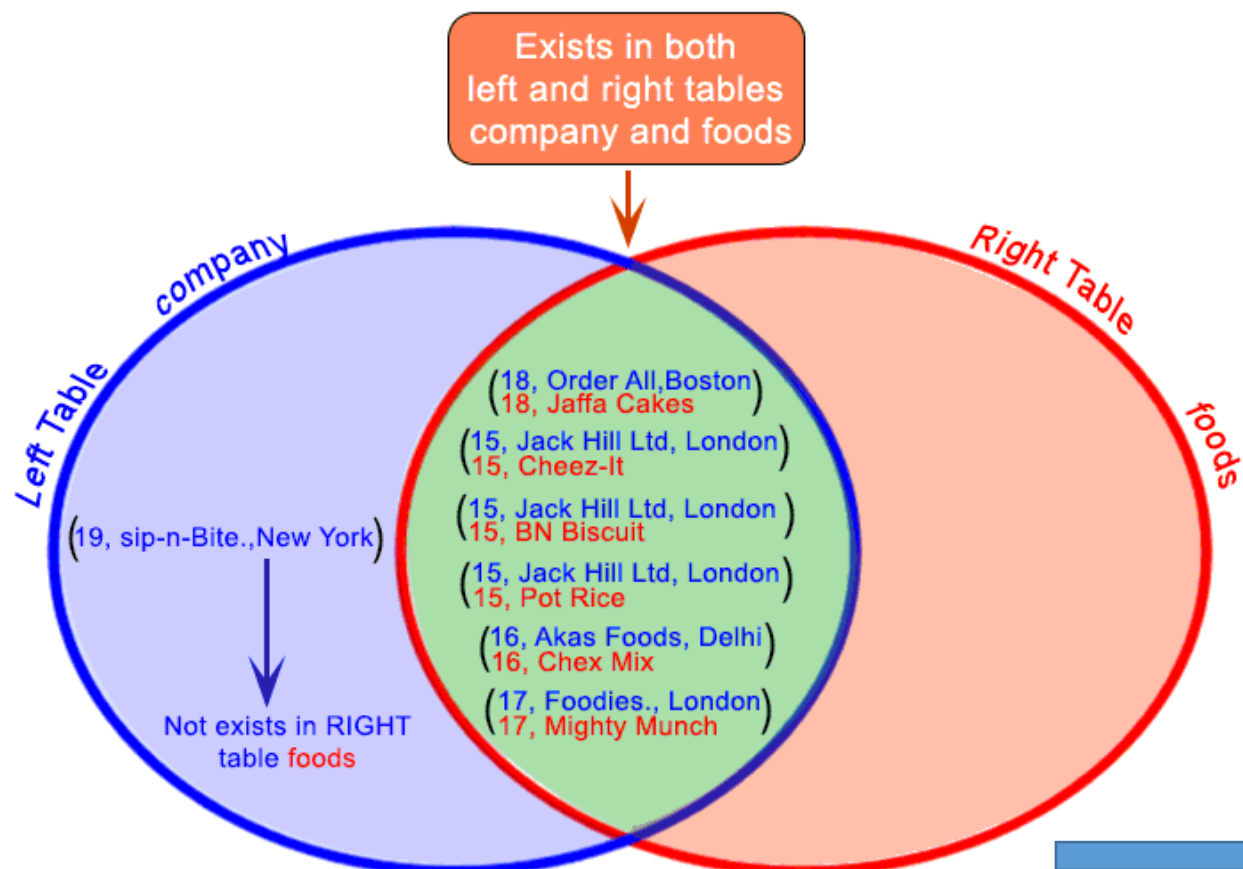 Exists in both
left and right tables
company and foods
Left Table company
Right Table foods
(18, Order All,Boston)
18, Jaffa Cakes
(15, Jack Hill Ltd, London)
15, Cheez-It
(15, Jack Hill Ltd, London)
15, BN Biscuit
(15, Jack Hill Ltd, London)
15, Pot Rice
(16, Akas Foods, Delhi)
16, Chex Mix
(17, Foodies., London)
17, Mighty Munch
(19, sip-n-Bite.,New York)
Not exists in RIGHT
table foods